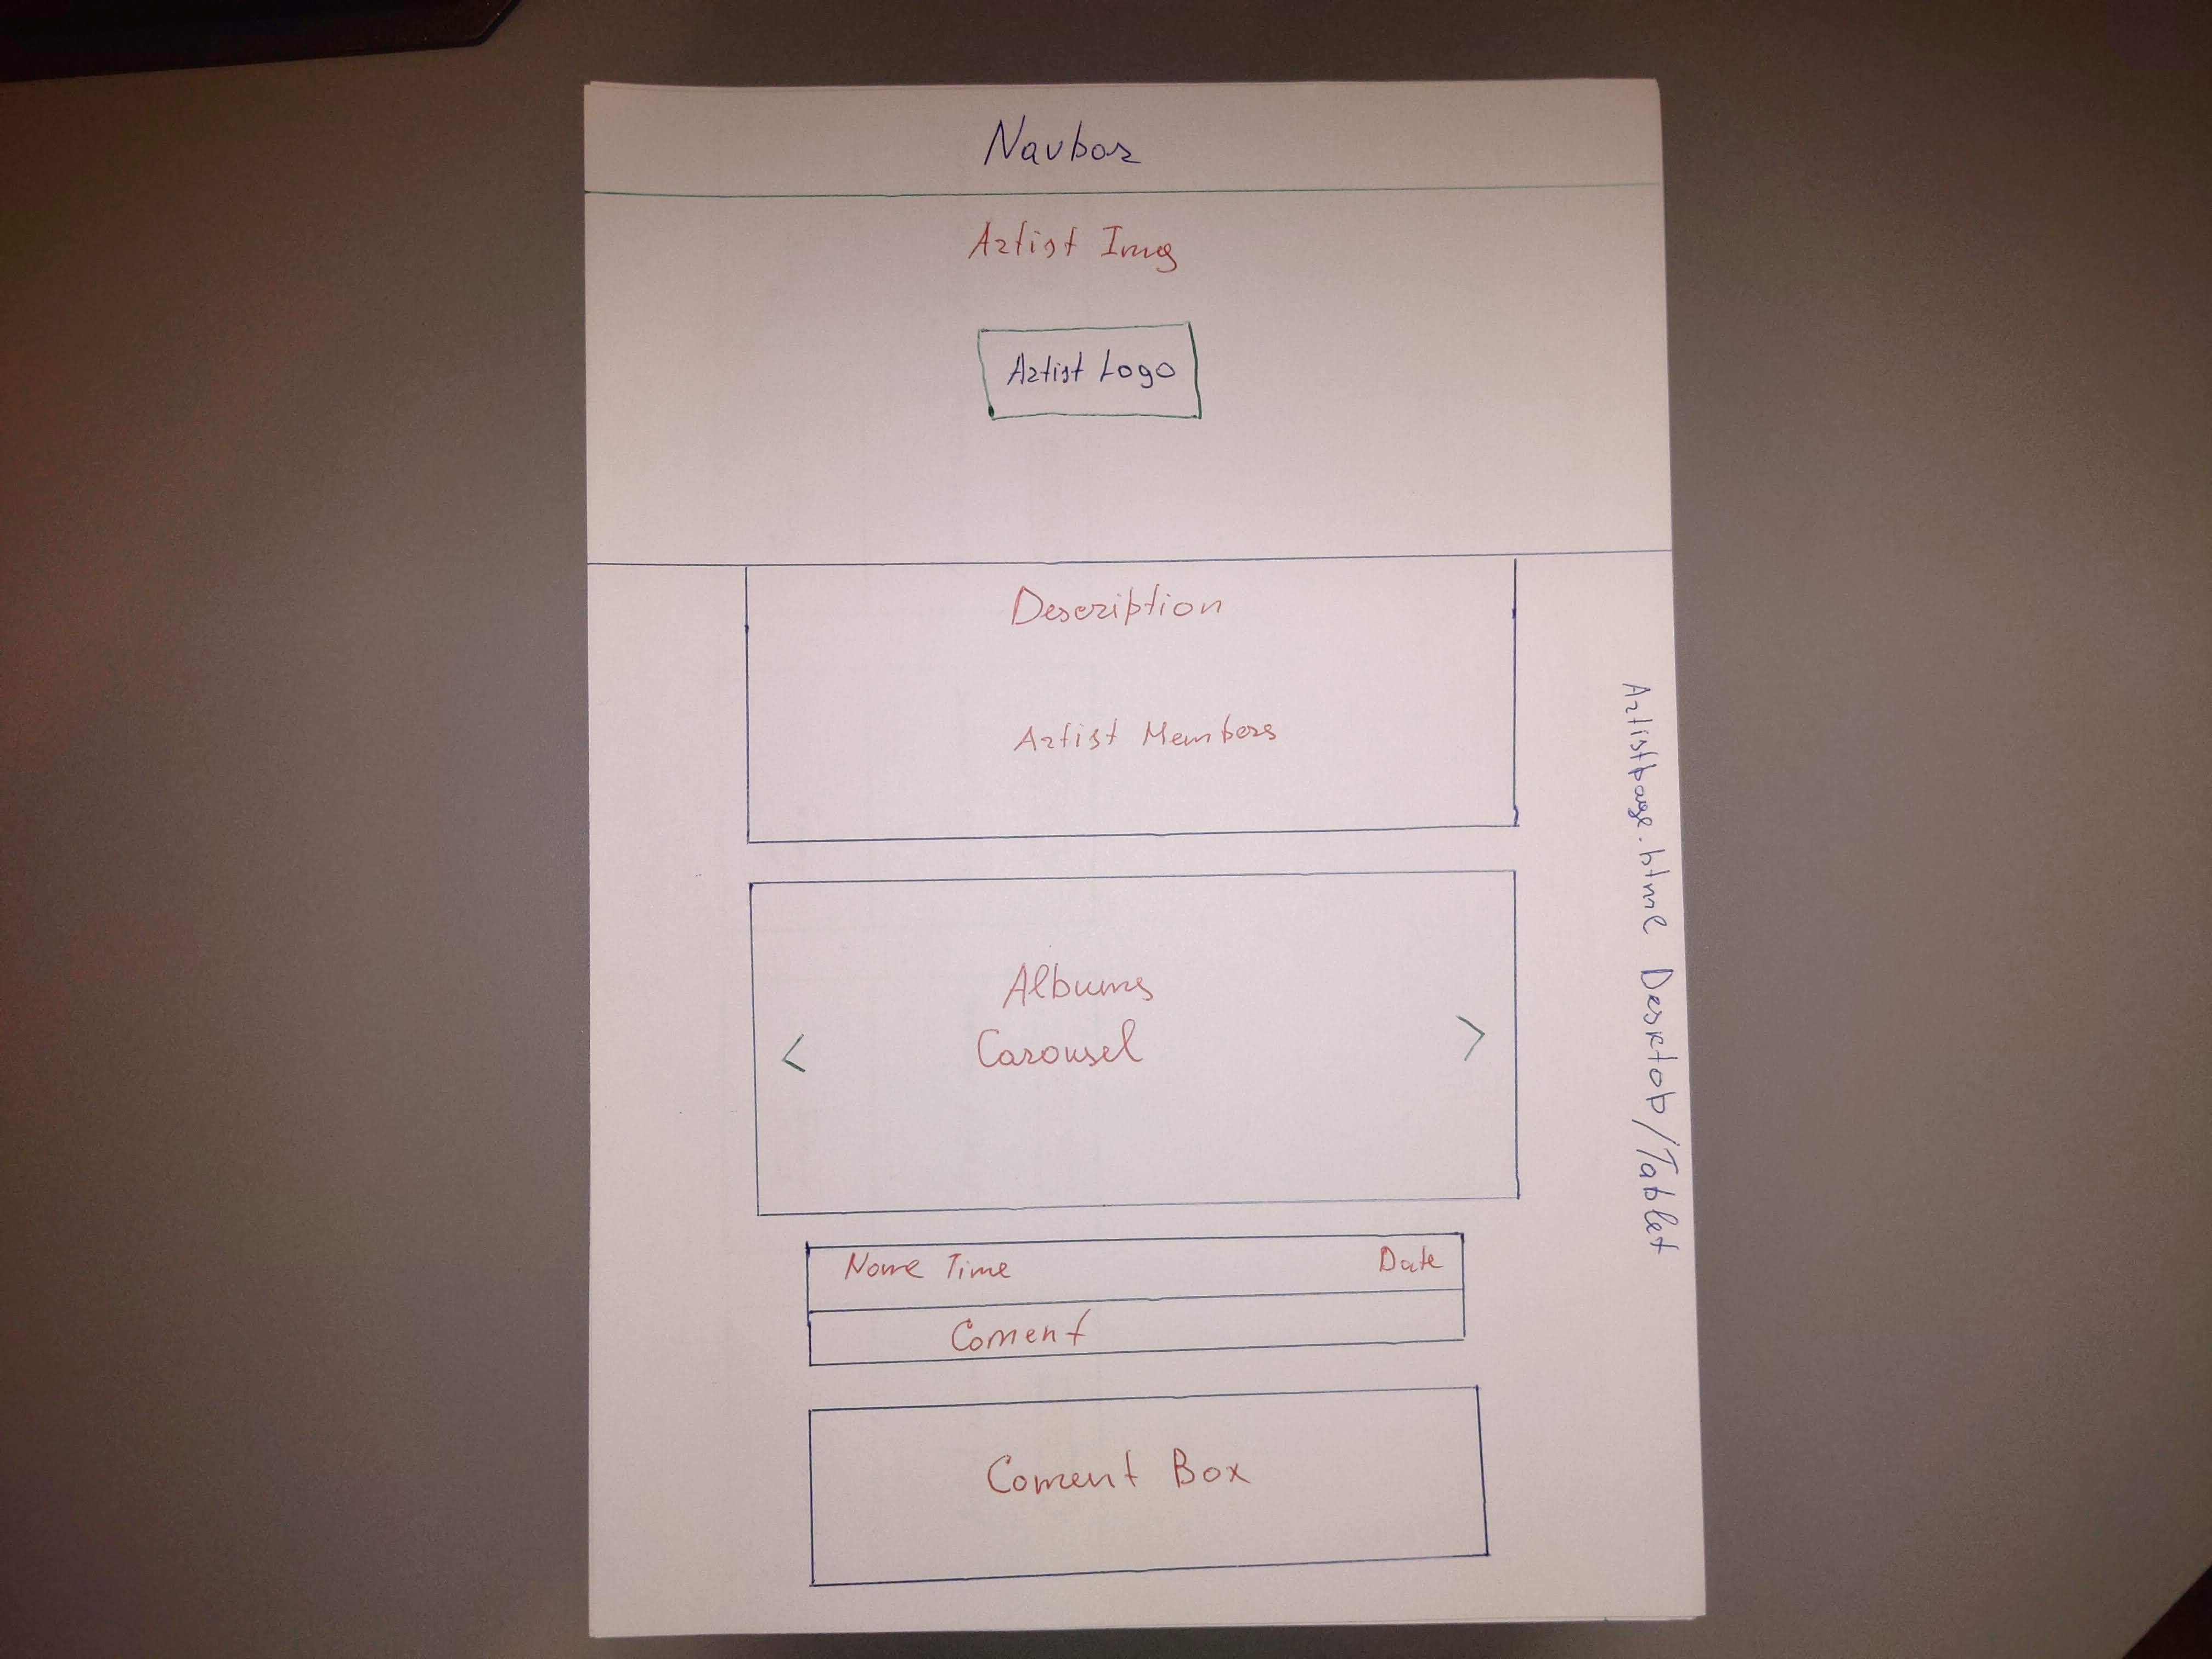 Navbar
Artist Img
Artist Logo
Description
Artist Members
Albums
Carousel
< >
Name Time Date
Coment
Coment Box
Artistpage.html Desktop/Tablet